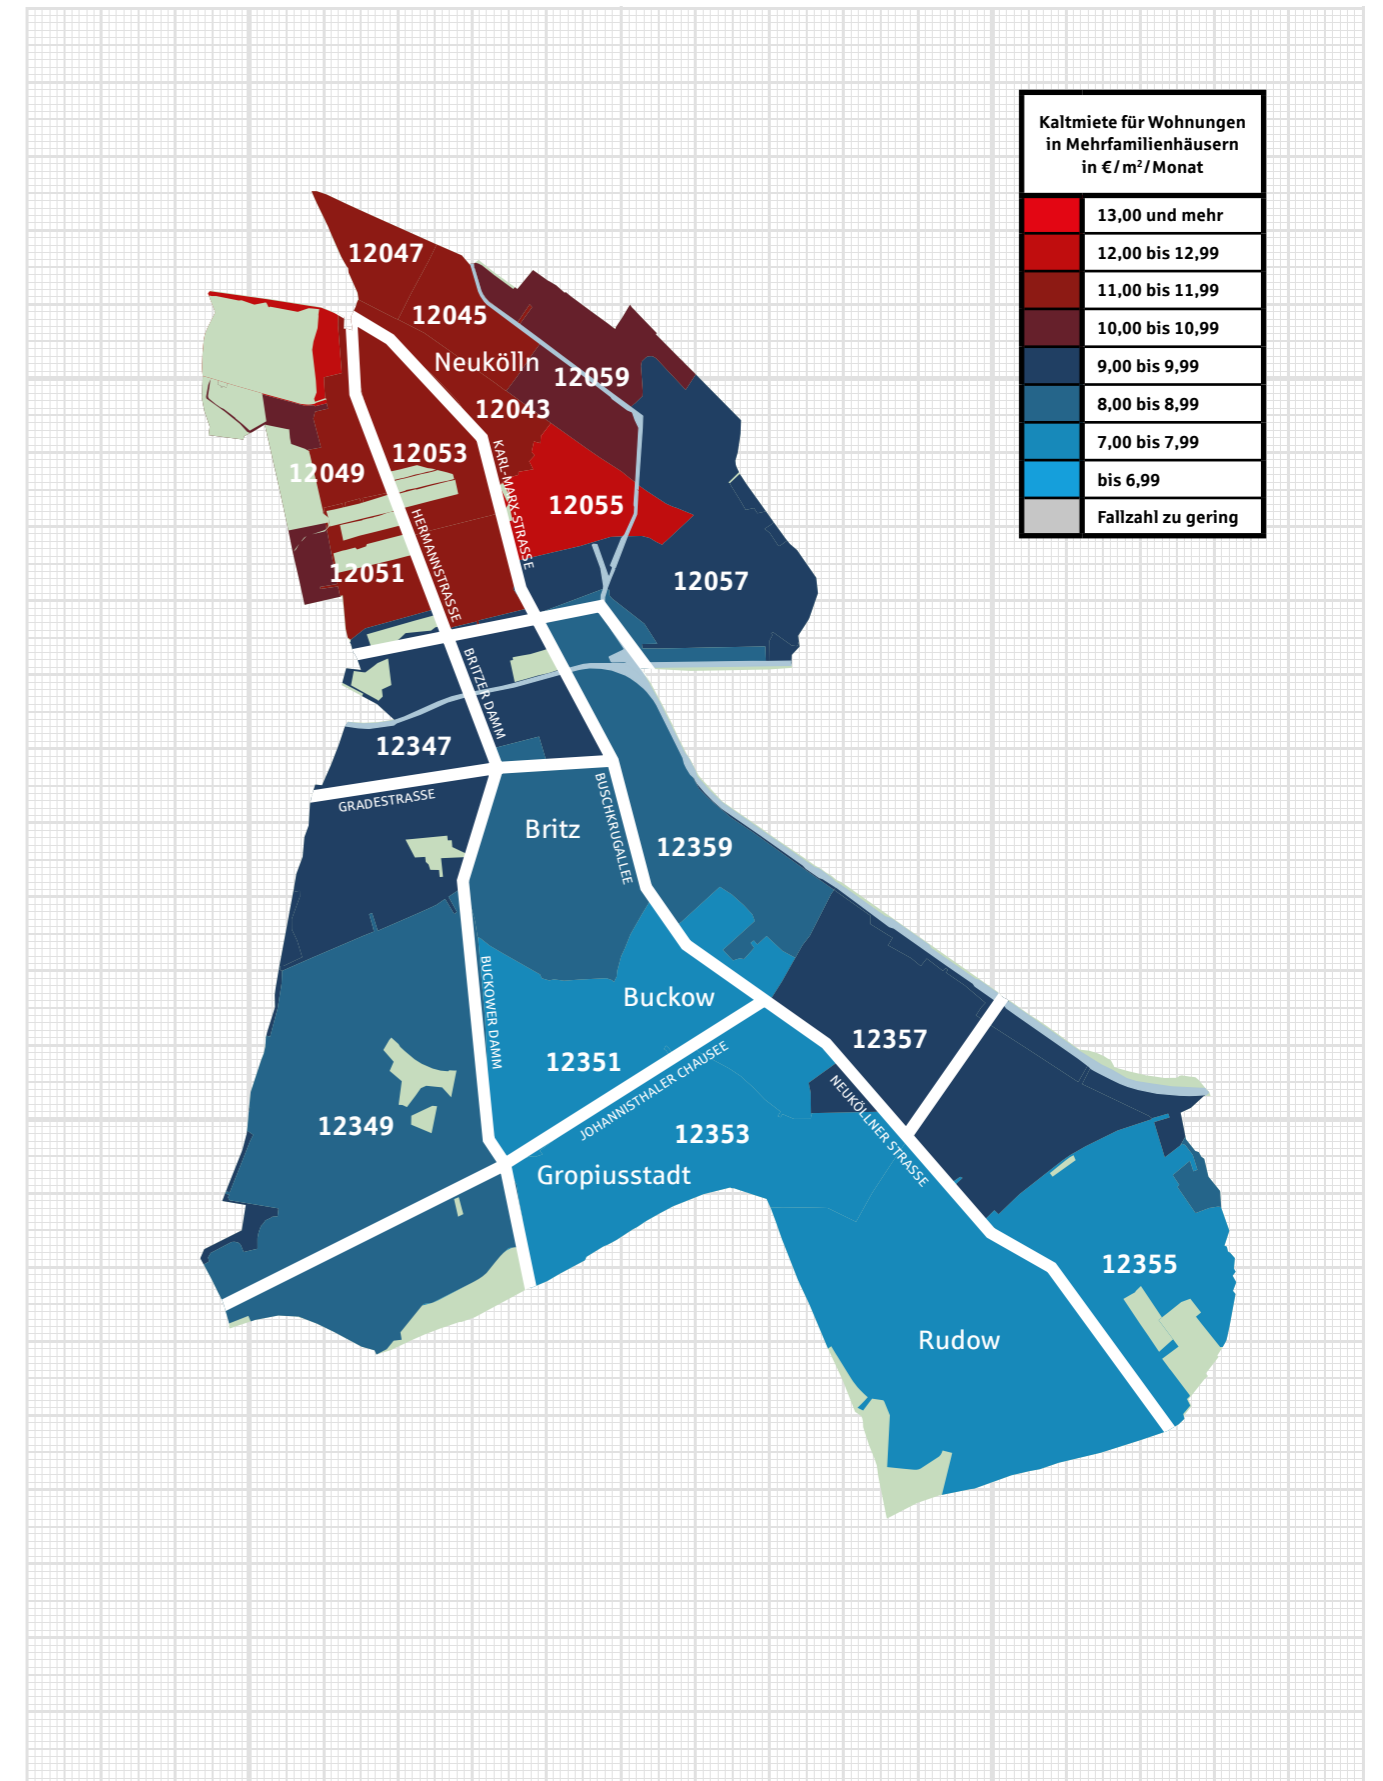 Kaltmiete für Wohnungen
in Mehrfamilienhäusern
in €/m²/Monat
13,00 und mehr
12,00 bis 12,99
11,00 bis 11,99
10,00 bis 10,99
9,00 bis 9,99
8,00 bis 8,99
7,00 bis 7,99
bis 6,99
Fallzahl zu gering
12047
12045
Neukölln
12059
12043
12053
12049
KARL-MARX-STRASSE
12055
HERMANNSTRASSE
12051
12057
BRITZER DAMM
12347
GRADESTRASSE
Britz
BUSCHKRUGALLEE
12359
BUCKOWER DAMM
Buckow
12357
12351
JOHANNISTHALER CHAUSEE
12349
12353
NEUKÖLLNER STRASSE
Gropiusstadt
12355
Rudow